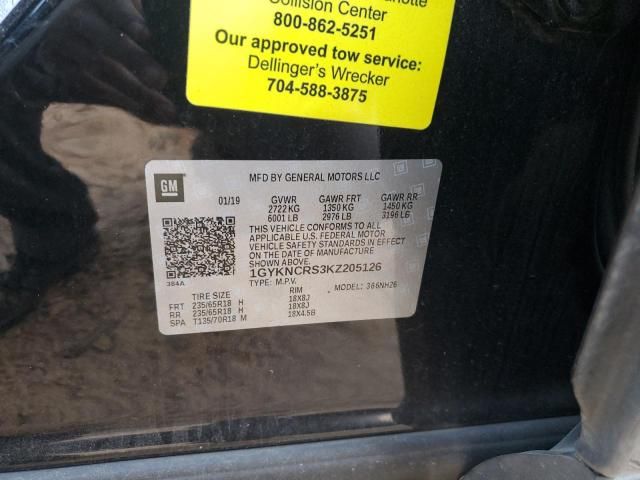 Collision Center
800-862-5251
Our approved tow service:
Dellinger's Wrecker
704-588-3875
GM
MFD BY GENERAL MOTORS LLC
01/19 GVWR GAWR FRT GAWR RR
2722 KG 1350 KG 1450 KG
6001 LB 2976 LB 3196 LB
THIS VEHICLE CONFORMS TO ALL
APPLICABLE U.S. FEDERAL MOTOR
VEHICLE SAFETY STANDARDS IN EFFECT
ON THE DATE OF MANUFACTURE
SHOWN ABOVE.
1GYKNCRS3KZ205126
TYPE: M.P.V. MODEL: 366NH26
384A
TIRE SIZE
FRT 235/65R18 H 18X8J
RR 235/65R18 H 18X8J
SPA T135/70R18 M 18X4.5B